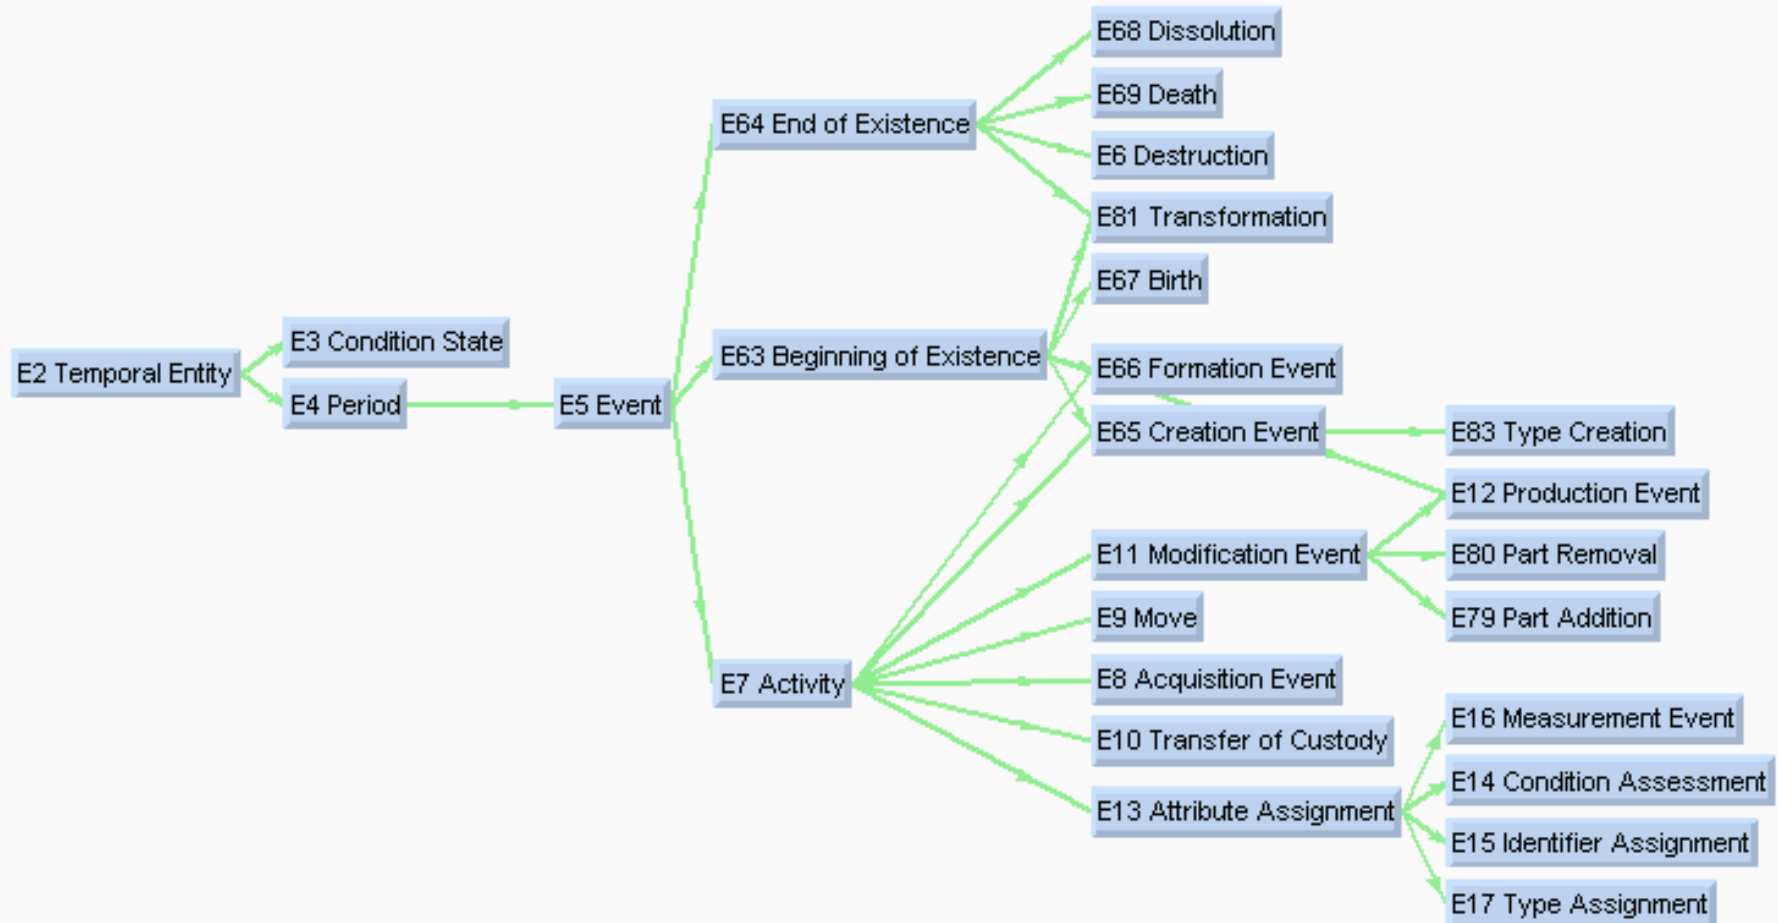 E68 Dissolution
E69 Death
E64 End of Existence
E6 Destruction
E81 Transformation
E67 Birth
E3 Condition State
E63 Beginning of Existence
E2 Temporal Entity
E66 Formation Event
E4 Period
E5 Event
E65 Creation Event
E83 Type Creation
E12 Production Event
E11 Modification Event
E80 Part Removal
E9 Move
E79 Part Addition
E7 Activity
E8 Acquisition Event
E16 Measurement Event
E10 Transfer of Custody
E14 Condition Assessment
E13 Attribute Assignment
E15 Identifier Assignment
E17 Type Assignment